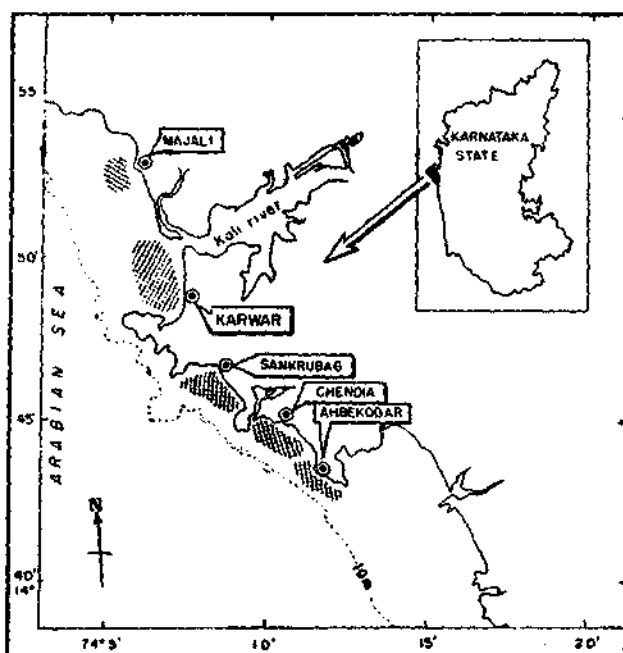 55
MAJALI
KARNATAKA
STATE
Kali river
50'
KARWAR
ARABIAN SEA
SANKRUBAG
CHENDIA
AHBEKODAR
45'
N
10m
40'
14°
74°5'
10'
15'
20'